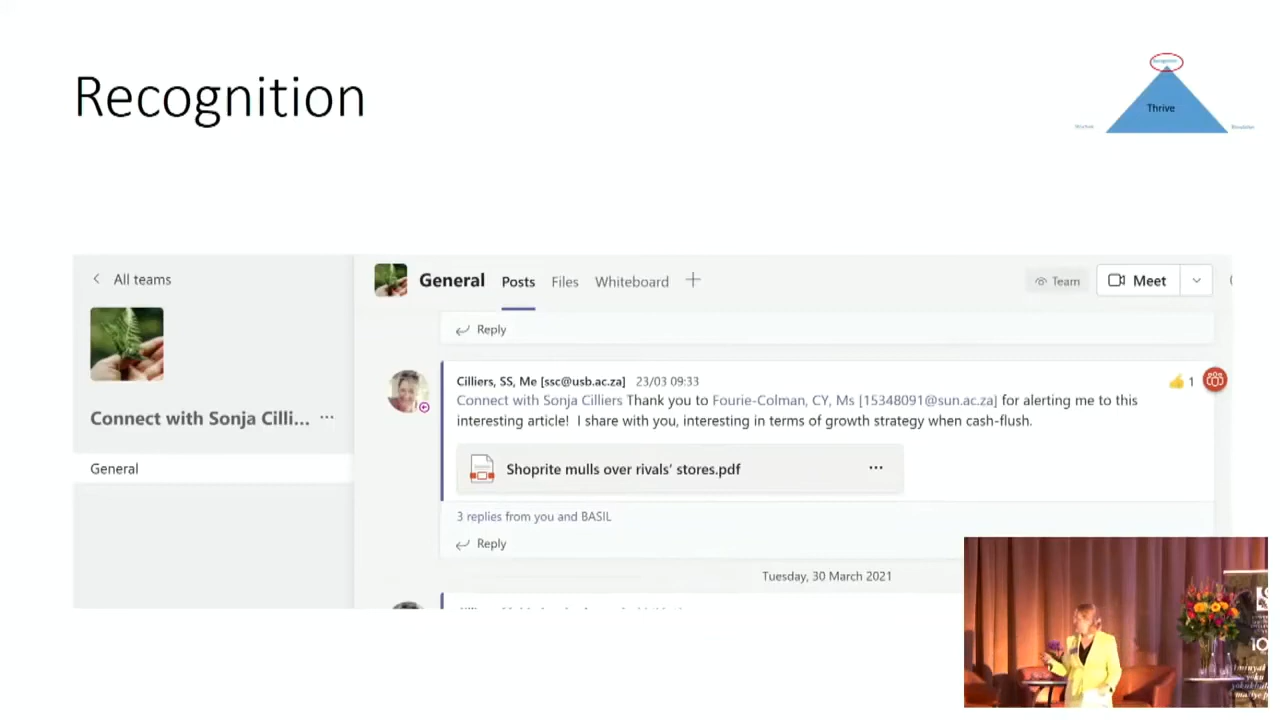 Recognition
Recognition
Thrive
Structure
All teams
Connect with Sonja Cilli... ...
General
General Posts Files Whiteboard +
Team
Meet
Reply
Cilliers, SS, Me [ssc@usb.ac.za] 23/03 09:33
1
Connect with Sonja Cilliers Thank you to Fourie-Colman, CY, Ms [15348091@sun.ac.za] for alerting me to this
interesting article! I share with you, interesting in terms of growth strategy when cash-flush.
Shoprite mulls over rivals' stores.pdf ...
3 replies from you and BASIL
Reply
Tuesday, 30 March 2021